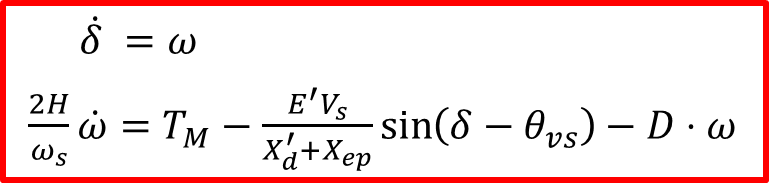 δ̇ = ω
2H/ω_s ω̇ = T_M − E′V_s/X′_d+X_ep sin(δ − θ_vs) − D · ω